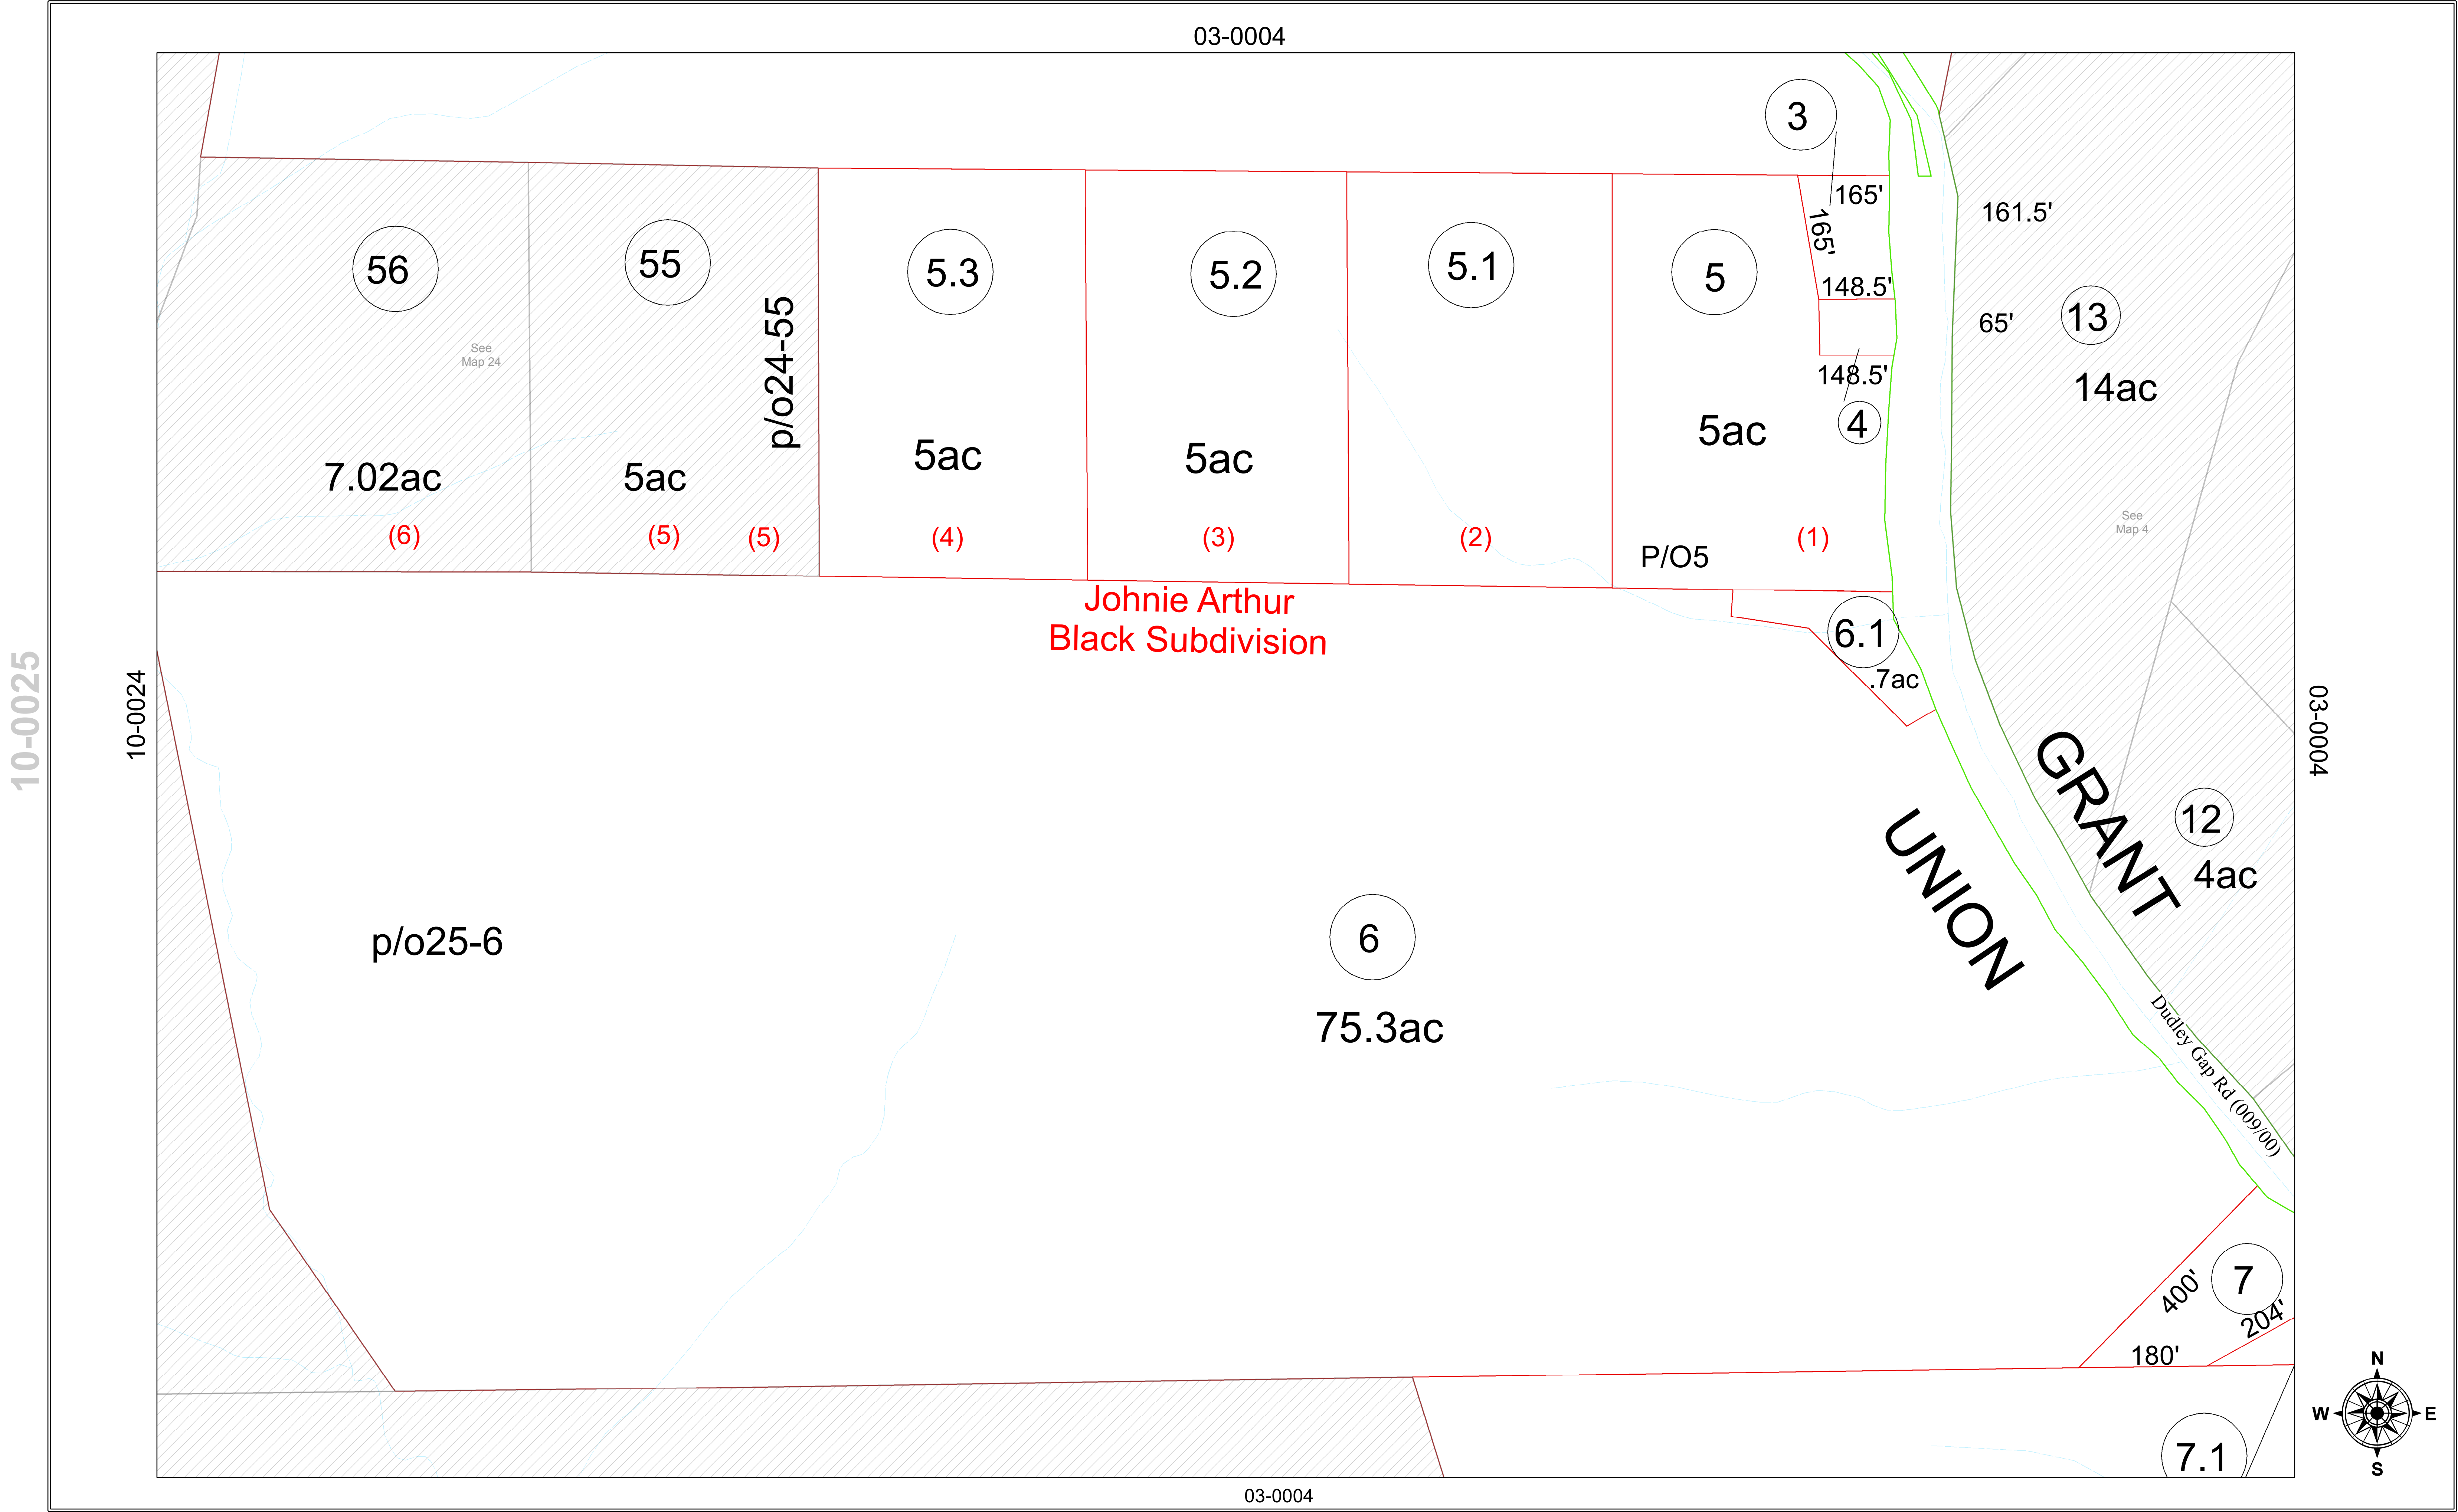 03-0004
3
165'
165'
161.5'
56
55
5.3
5.2
5.1
5
148.5'
65'
13
See
Map 24
p/o24-55
148.5'
14ac
4
7.02ac
5ac
5ac
5ac
5ac
See
Map 4
(6)
(5)
(5)
(4)
(3)
(2)
(1)
P/O5
Johnie Arthur
Black Subdivision
6.1
.7ac
10-0025
10-0024
03-0004
GRANT
UNION
12
4ac
p/o25-6
6
75.3ac
Dudley Gap Rd (009/00)
7
400'
204'
180'
7.1
N
W
E
S
03-0004